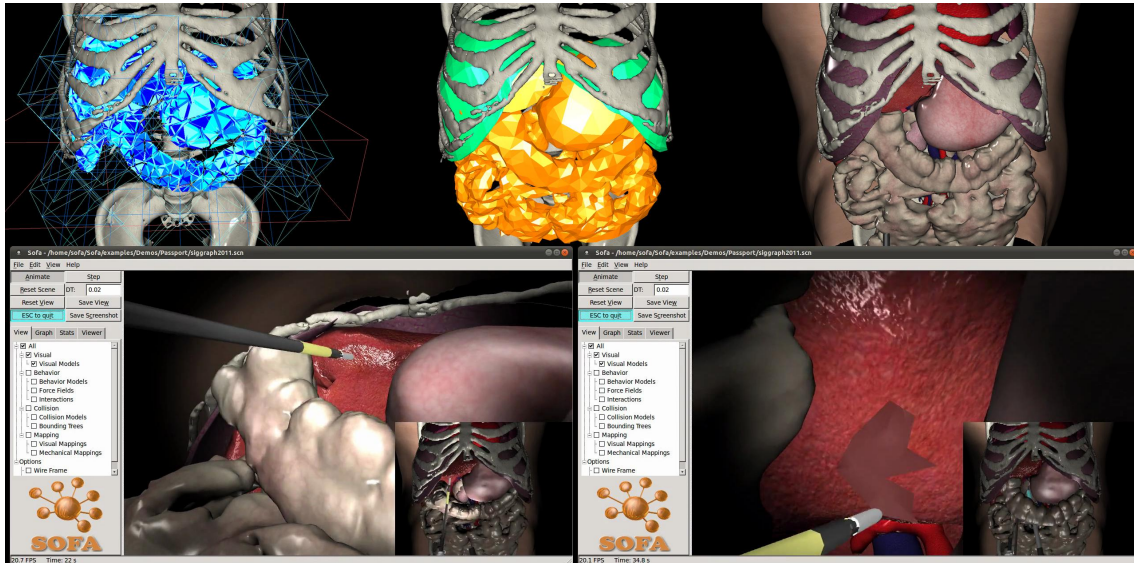 Sofa - /home/sofa/Sofa/examples/Demos/Passport/siggraph2011.scn
File Edit View Help
Animate Step
Reset Scene DT: 0.02
Reset View Save View
ESC to quit Save Screenshot
View Graph Stats Viewer
All
Visual
Visual Models
Behavior
Behavior Models
Force Fields
Interactions
Collision
Collision Models
Bounding Trees
Mapping
Visual Mappings
Mechanical Mappings
Options
Wire Frame
SOFA
20.7 FPS Time: 22 s
Sofa - /home/sofa/Sofa/examples/Demos/Passport/siggraph2011.scn
File Edit View Help
Animate Step
Reset Scene DT: 0.02
Reset View Save View
ESC to quit Save Screenshot
View Graph Stats Viewer
All
Visual
Visual Models
Behavior
Behavior Models
Force Fields
Interactions
Collision
Collision Models
Bounding Trees
Mapping
Visual Mappings
Mechanical Mappings
Options
Wire Frame
SOFA
20.1 FPS Time: 34.8 s